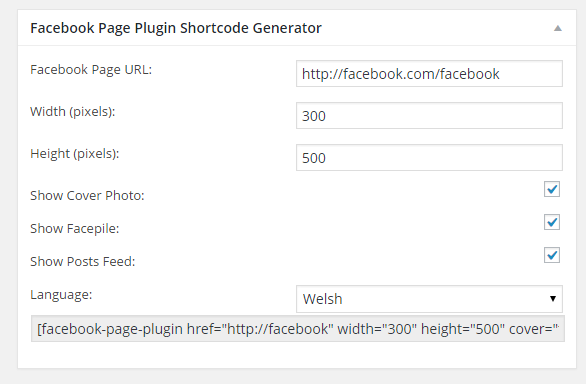 Facebook Page Plugin Shortcode Generator
Facebook Page URL: http://facebook.com/facebook
Width (pixels): 300
Height (pixels): 500
Show Cover Photo:
Show Facepile:
Show Posts Feed:
Language: Welsh
[facebook-page-plugin href="http://facebook" width="300" height="500" cover="